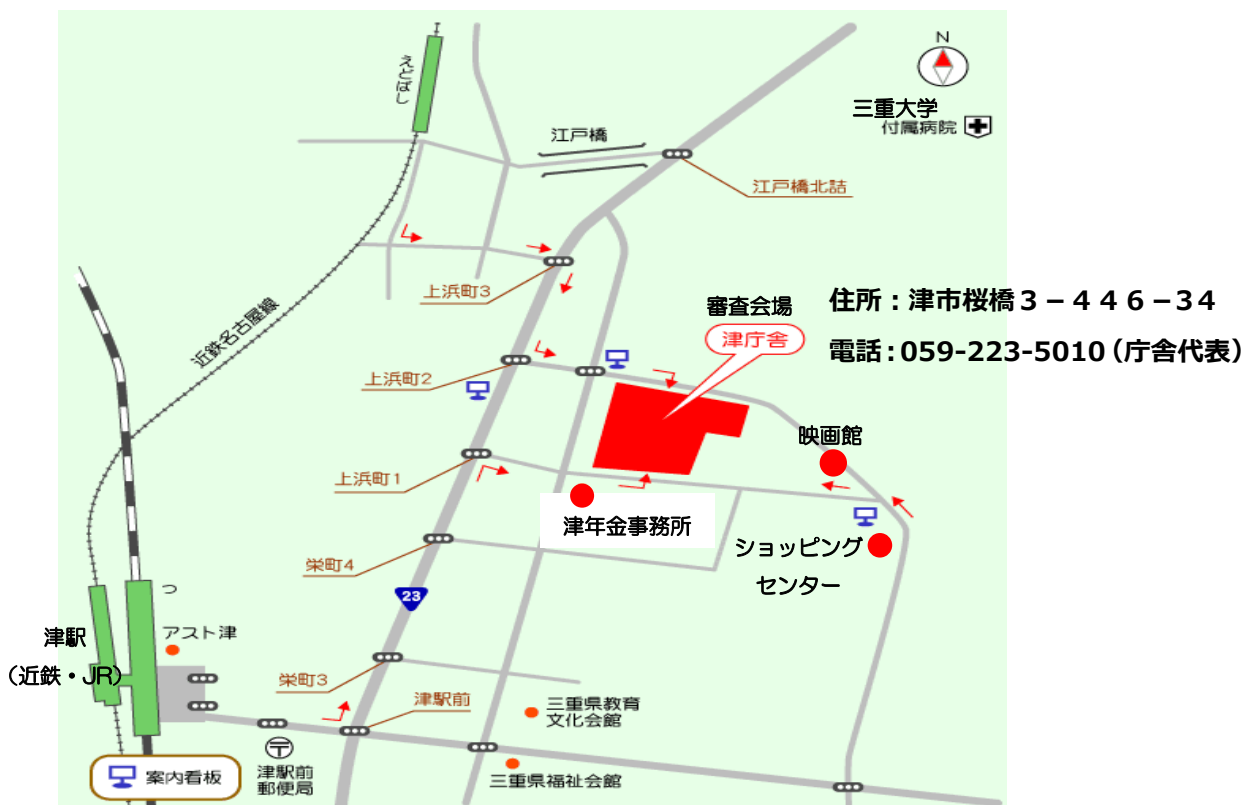 N
えどばし
三重大学
付属病院
江戸橋
江戸橋北詰
上浜町3
近鉄名古屋線
審査会場
津庁舎
住所：津市桜橋３－４４６－34
電話：059-223-5010（庁舎代表）
上浜町2
映画館
上浜町1
津年金事務所
ショッピング
センター
栄町4
23
つ
アスト津
津駅
（近鉄・JR）
栄町3
津駅前
三重県教育
文化会館
三重県福祉会館
〒
津駅前
郵便局
案内看板